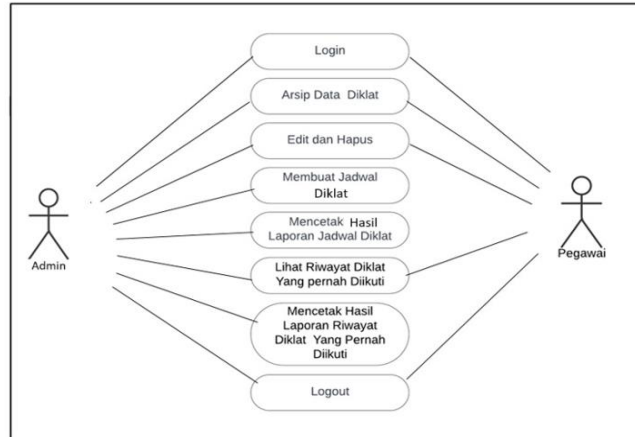 Login
Arsip Data Diklat
Edit dan Hapus
Membuat Jadwal
Diklat
Mencetak Hasil
Laporan Jadwal Diklat
Admin
Pegawai
Lihat Riwayat Diklat
Yang pernah Diikuti
Mencetak Hasil
Laporan Riwayat
Diklat Yang Pernah
Diikuti
Logout